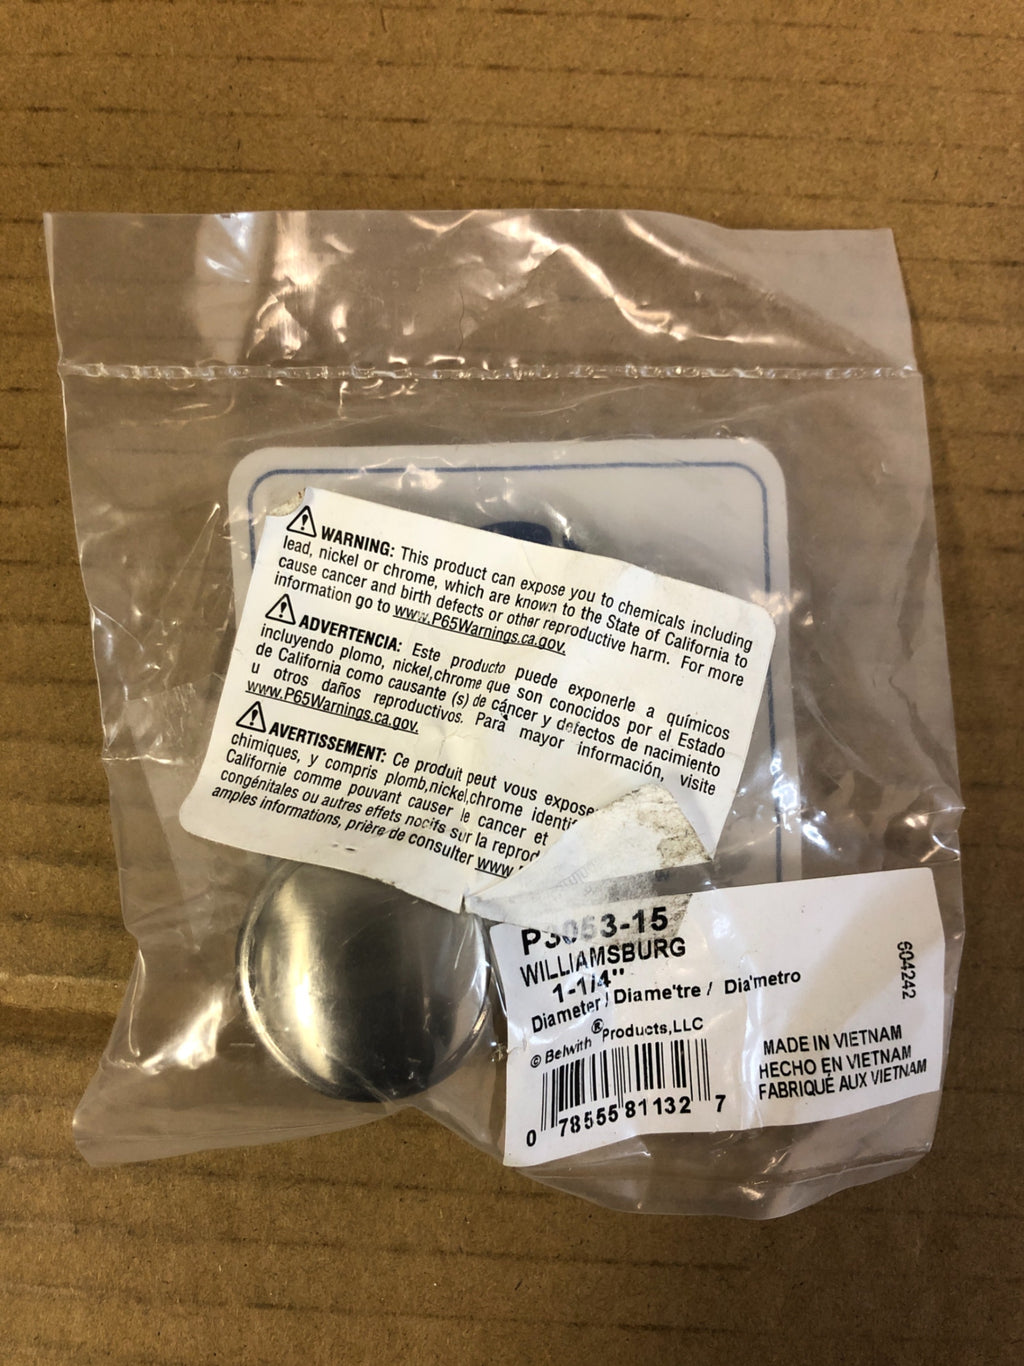 WARNING: This product can expose you to chemicals including
lead, nickel or chrome, which are known to the State of California to
cause cancer and birth defects or other reproductive harm. For more
information go to www.P65Warnings.ca.gov.
ADVERTENCIA: Este producto puede exponerle a químicos
incluyendo plomo, nickel,chrome que son conocidos por el Estado
de California como causante (s) de cáncer y defectos de nacimiento
u otros daños reproductivos. Para mayor información, visite
www.P65Warnings.ca.gov.
AVERTISSEMENT: Ce produit peut vous expose
chimiques, y compris plomb,nickel,chrome identif
Californie comme pouvant causer le cancer et
congénitales ou autres effets nocifs sur la reprod
amples informations, prière de consulter www.
P3053-15
WILLIAMSBURG
1-1/4"
Diameter / Diame'tre / Dia'metro
© Belwith® Products,LLC
0 78555 81132 7
604242
MADE IN VIETNAM
HECHO EN VIETNAM
FABRIQUÉ AUX VIETNAM